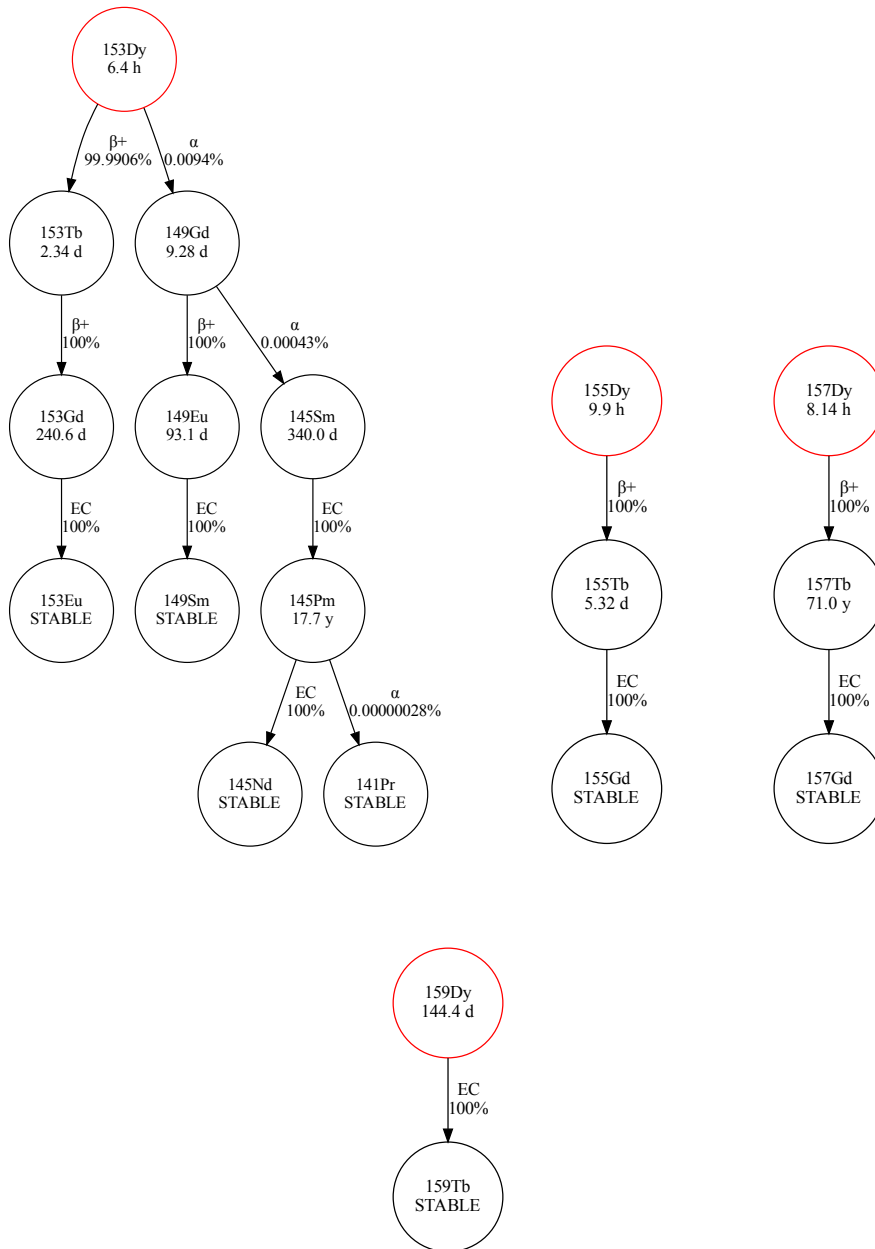 153Dy
6.4 h
β+
99.9906%
α
0.0094%
153Tb
2.34 d
149Gd
9.28 d
β+
100%
β+
100%
α
0.00043%
153Gd
240.6 d
149Eu
93.1 d
145Sm
340.0 d
EC
100%
EC
100%
EC
100%
153Eu
STABLE
149Sm
STABLE
145Pm
17.7 y
EC
100%
α
0.00000028%
145Nd
STABLE
141Pr
STABLE
155Dy
9.9 h
β+
100%
155Tb
5.32 d
EC
100%
155Gd
STABLE
157Dy
8.14 h
β+
100%
157Tb
71.0 y
EC
100%
157Gd
STABLE
159Dy
144.4 d
EC
100%
159Tb
STABLE